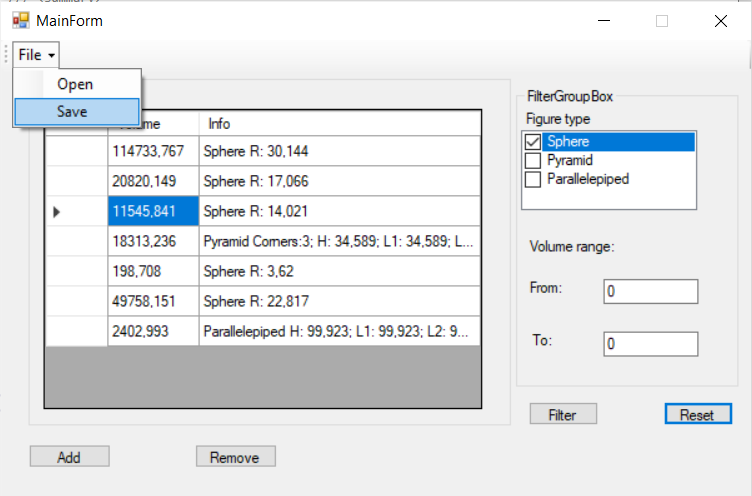 MainForm
File
Open
Save
Info
114733,767 Sphere R: 30,144
20820,149 Sphere R: 17,066
11545,841 Sphere R: 14,021
18313,236 Pyramid Corners:3; H: 34,589; L1: 34,589; L...
198,708 Sphere R: 3,62
49758,151 Sphere R: 22,817
2402,993 Parallelepiped H: 99,923; L1: 99,923; L2: 9...
FilterGroupBox
Figure type
Sphere
Pyramid
Parallelepiped
Volume range:
From: 0
To: 0
Filter Reset
Add Remove